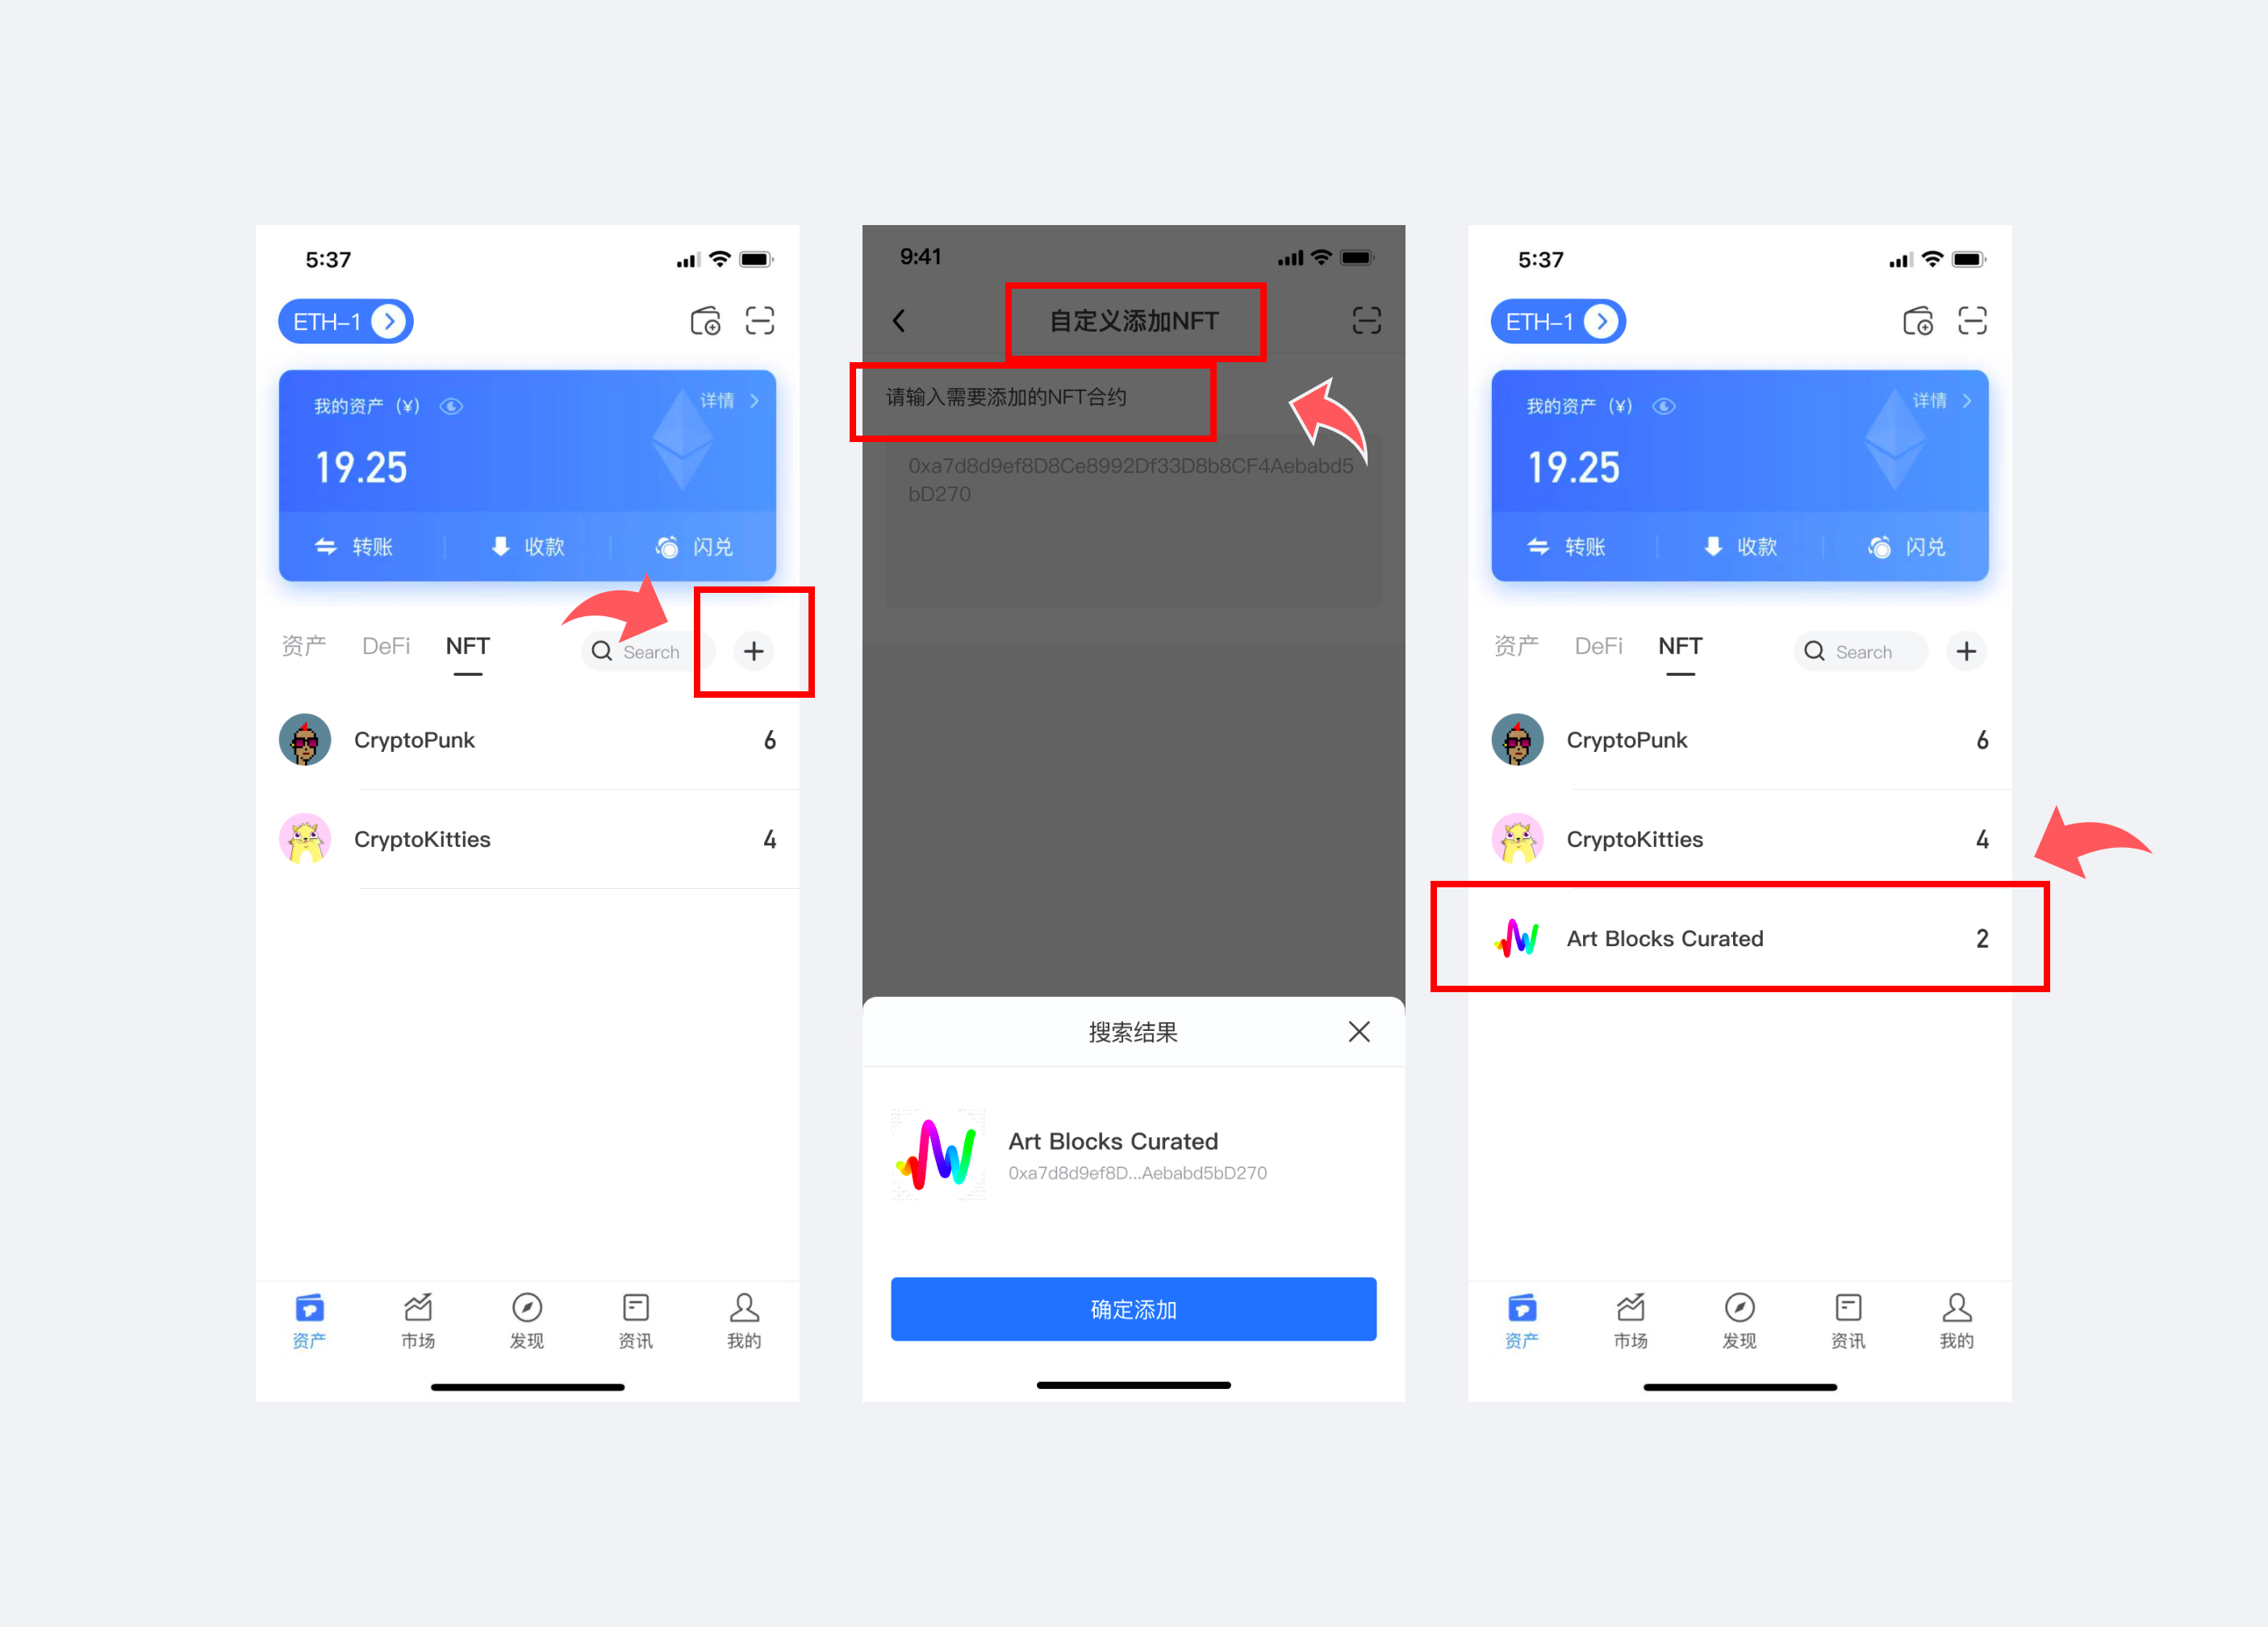 5:37
ETH-1
我的资产 (¥)
详情
19.25
转账
收款
闪兑
资产
DeFi
NFT
Search
CryptoPunk
6
CryptoKitties
4
资产
市场
发现
资讯
我的
9:41
自定义添加NFT
请输入需要添加的NFT合约
0xa7d8d9ef8D8Ce8992Df33D8b8CF4Aebabd5
bD270
搜索结果
Art Blocks Curated
0xa7d8d9ef8D...Aebabd5bD270
确定添加
5:37
ETH-1
我的资产 (¥)
详情
19.25
转账
收款
闪兑
资产
DeFi
NFT
Search
CryptoPunk
6
CryptoKitties
4
Art Blocks Curated
2
资产
市场
发现
资讯
我的